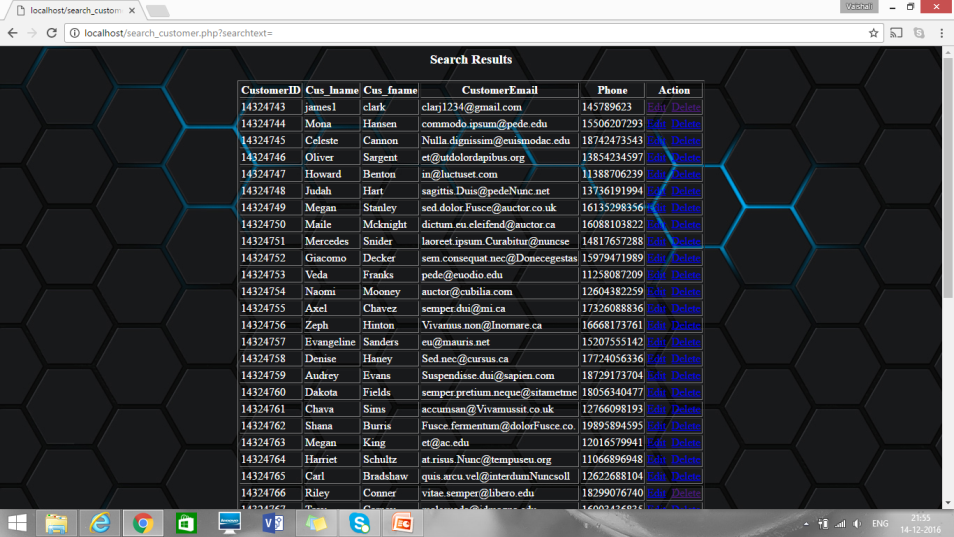 Vaishali
localhost/search_custom
localhost/search_customer.php?searchtext=
Search Results
CustomerID Cus_lname Cus_fname CustomerEmail Phone Action
14324743 james1 clark clarj1234@gmail.com 145789623 Edit Delete
14324744 Mona Hansen commodo.ipsum@pede.edu 15506207293 Edit Delete
14324745 Celeste Cannon Nulla.dignissim@euismodac.edu 18742473543 Edit Delete
14324746 Oliver Sargent et@utdolordapibus.org 13854234597 Edit Delete
14324747 Howard Benton in@luctuset.com 11388706239 Edit Delete
14324748 Judah Hart sagittis.Duis@pedeNunc.net 13736191994 Edit Delete
14324749 Megan Stanley sed.dolor.Fusce@auctor.co.uk 16135298356 Edit Delete
14324750 Maile Mcknight dictum.eu.eleifend@auctor.ca 16088103822 Edit Delete
14324751 Mercedes Snider laoreet.ipsum.Curabitur@nuncse 14817657288 Edit Delete
14324752 Giacomo Decker sem.consequat.nec@Donecegestas 15979471989 Edit Delete
14324753 Veda Franks pede@euodio.edu 11258087209 Edit Delete
14324754 Naomi Mooney auctor@cubilia.com 12604382259 Edit Delete
14324755 Axel Chavez semper.dui@mi.ca 17326088836 Edit Delete
14324756 Zeph Hinton Vivamus.non@Inornare.ca 16668173761 Edit Delete
14324757 Evangeline Sanders eu@mauris.net 15207555142 Edit Delete
14324758 Denise Haney Sed.nec@cursus.ca 17724056336 Edit Delete
14324759 Audrey Evans Suspendisse.dui@sapien.com 18729173704 Edit Delete
14324760 Dakota Fields semper.pretium.neque@sitametme 18056340477 Edit Delete
14324761 Chava Sims accumsan@Vivamussit.co.uk 12766098193 Edit Delete
14324762 Shana Burris Fusce.fermentum@dolorFusce.co. 19895894595 Edit Delete
14324763 Megan King et@ac.edu 12016579941 Edit Delete
14324764 Harriet Schultz at.risus.Nunc@tempuseu.org 11066896948 Edit Delete
14324765 Carl Bradshaw quis.arcu.vel@interdumNuncsoll 12622688104 Edit Delete
14324766 Riley Conner vitae.semper@libero.edu 18299076740 Edit Delete
ENG
21:55
14-12-2016